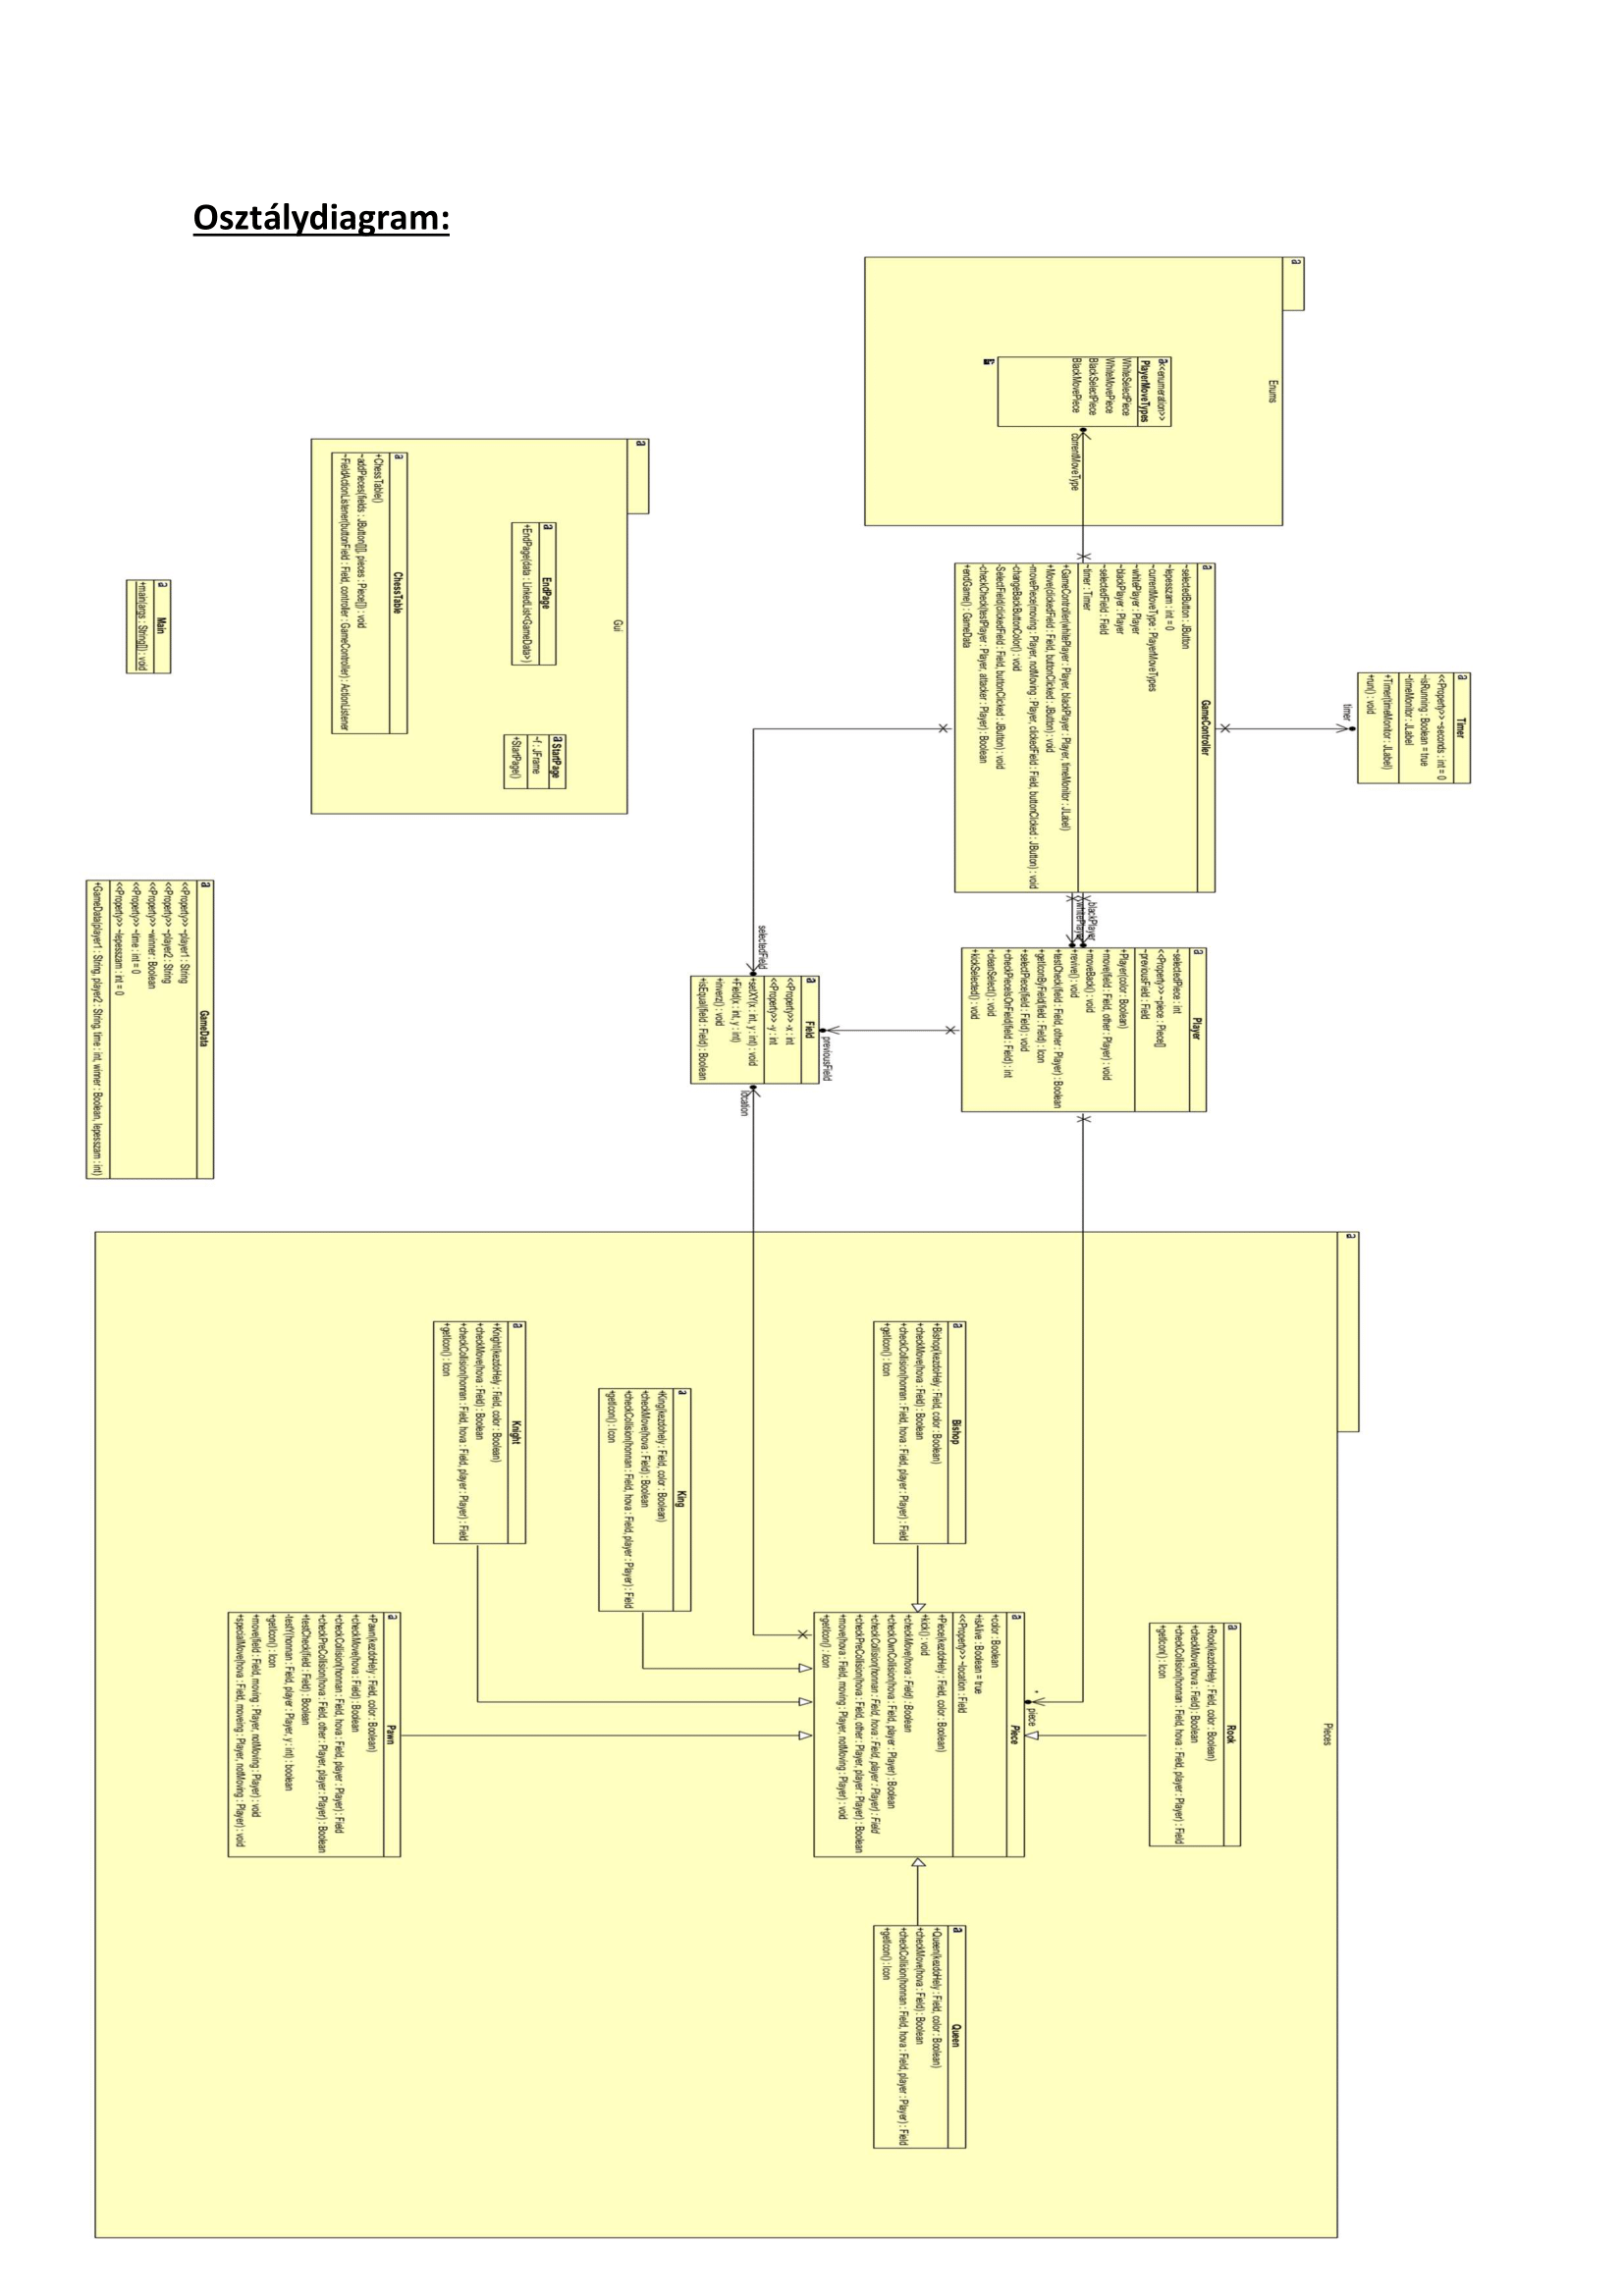 Osztálydiagram:
Enums
<<enumeration>>
PlayerMoveTypes
WhiteSelectPiece
WhiteMovePiece
BlackSelectPiece
BlackMovePiece
currentMoveType
Timer
<<Property>> ~seconds : int = 0
~isRunning : Boolean = true
~timeMonitor : JLabel
+Timer(timeMonitor : JLabel)
+run() : void
timer
GameController
~selectedButton : JButton
~lepesszam : int = 0
~currentMoveType : PlayerMoveTypes
~whitePlayer : Player
~blackPlayer : Player
~selectedField : Field
~timer : Timer
+GameController(whitePlayer : Player, blackPlayer : Player, timeMonitor : JLabel)
+Move(clickedField : Field, buttonClicked : JButton) : void
-movePiece(moving : Player, notMoving : Player, clickedField : Field, buttonClicked : JButton) : void
-changeBackButtonColor() : void
-SelectField(clickedField : Field, buttonClicked : JButton) : void
-checkCheck(testPlayer : Player, attacker : Player) : Boolean
+endGame() : GameData
blackPlayer
whitePlayer
Player
~selectedPiece : int
<<Property>> ~piece : Piece[]
~previousField : Field
+Player(color : Boolean)
+move(field : Field, other : Player) : void
+moveBack() : void
+revive() : void
+testCheck(field : Field, other : Player) : Boolean
+getIconByField(field : Field) : Icon
+selectPiece(field : Field) : void
+checkPieceIsOnField(field : Field) : int
+cleanSelect() : void
+kickSelected() : void
previousField
selectedField
location
Field
<<Property>> -x : int
<<Property>> -y : int
+setXY(x : int, y : int) : void
+Field(x : int, y : int)
+inverz() : void
+isEqual(field : Field) : Boolean
Gui
EndPage
+EndPage(data : LinkedList<GameData>)
StartPage
~f : JFrame
+StartPage()
ChessTable
+ChessTable()
~addPieces(fields : JButton[][], pieces : Piece[]) : void
~FieldActionListener(buttonField : Field, controller : GameController) : ActionListener
Main
+main(args : String[]) : void
GameData
<<Property>> ~player1 : String
<<Property>> ~player2 : String
<<Property>> ~winner : Boolean
<<Property>> ~time : int = 0
<<Property>> ~lepesszam : int = 0
+GameData(player1 : String, player2 : String, time : int, winner : Boolean, lepesszam : int)
Pieces
Rook
+Rook(kezdoHely : Field, color : Boolean)
+checkMove(hova : Field) : Boolean
+checkCollision(honnan : Field, hova : Field, player : Player) : Field
+getIcon() : Icon
* piece
Bishop
+Bishop(kezdoHely : Field, color : Boolean)
+checkMove(hova : Field) : Boolean
+checkCollision(honnan : Field, hova : Field, player : Player) : Field
+getIcon() : Icon
Piece
+color : Boolean
+isAlive : Boolean = true
<<Property>> ~location : Field
+Piece(kezdoHely : Field, color : Boolean)
+kick() : void
+checkMove(hova : Field) : Boolean
+checkOwnCollision(hova : Field, player : Player) : Boolean
+checkCollision(honnan : Field, hova : Field, player : Player) : Field
+checkPreCollision(hova : Field, other : Player, player : Player) : Boolean
+move(hova : Field, moving : Player, notMoving : Player) : void
+getIcon() : Icon
Queen
+Queen(kezdoHely : Field, color : Boolean)
+checkMove(hova : Field) : Boolean
+checkCollision(honnan : Field, hova : Field, player : Player) : Field
+getIcon() : Icon
King
+King(kezdohely : Field, color : Boolean)
+checkMove(hova : Field) : Boolean
+checkCollision(honnan : Field, hova : Field, player : Player) : Field
+getIcon() : Icon
Knight
+Knight(kezdoHely : Field, color : Boolean)
+checkMove(hova : Field) : Boolean
+checkCollision(honnan : Field, hova : Field, player : Player) : Field
+getIcon() : Icon
Pawn
+Pawn(kezdoHely : Field, color : Boolean)
+checkMove(hova : Field) : Boolean
+checkCollision(honnan : Field, hova : Field, player : Player) : Field
+checkPreCollision(hova : Field, other : Player, player : Player) : Boolean
+testCheck(field : Field) : Boolean
-testY(honnan : Field, player : Player, y : int) : boolean
+getIcon() : Icon
+move(field : Field, moving : Player, notMoving : Player) : void
+specialMove(hova : Field, moveing : Player, notMoving : Player) : void